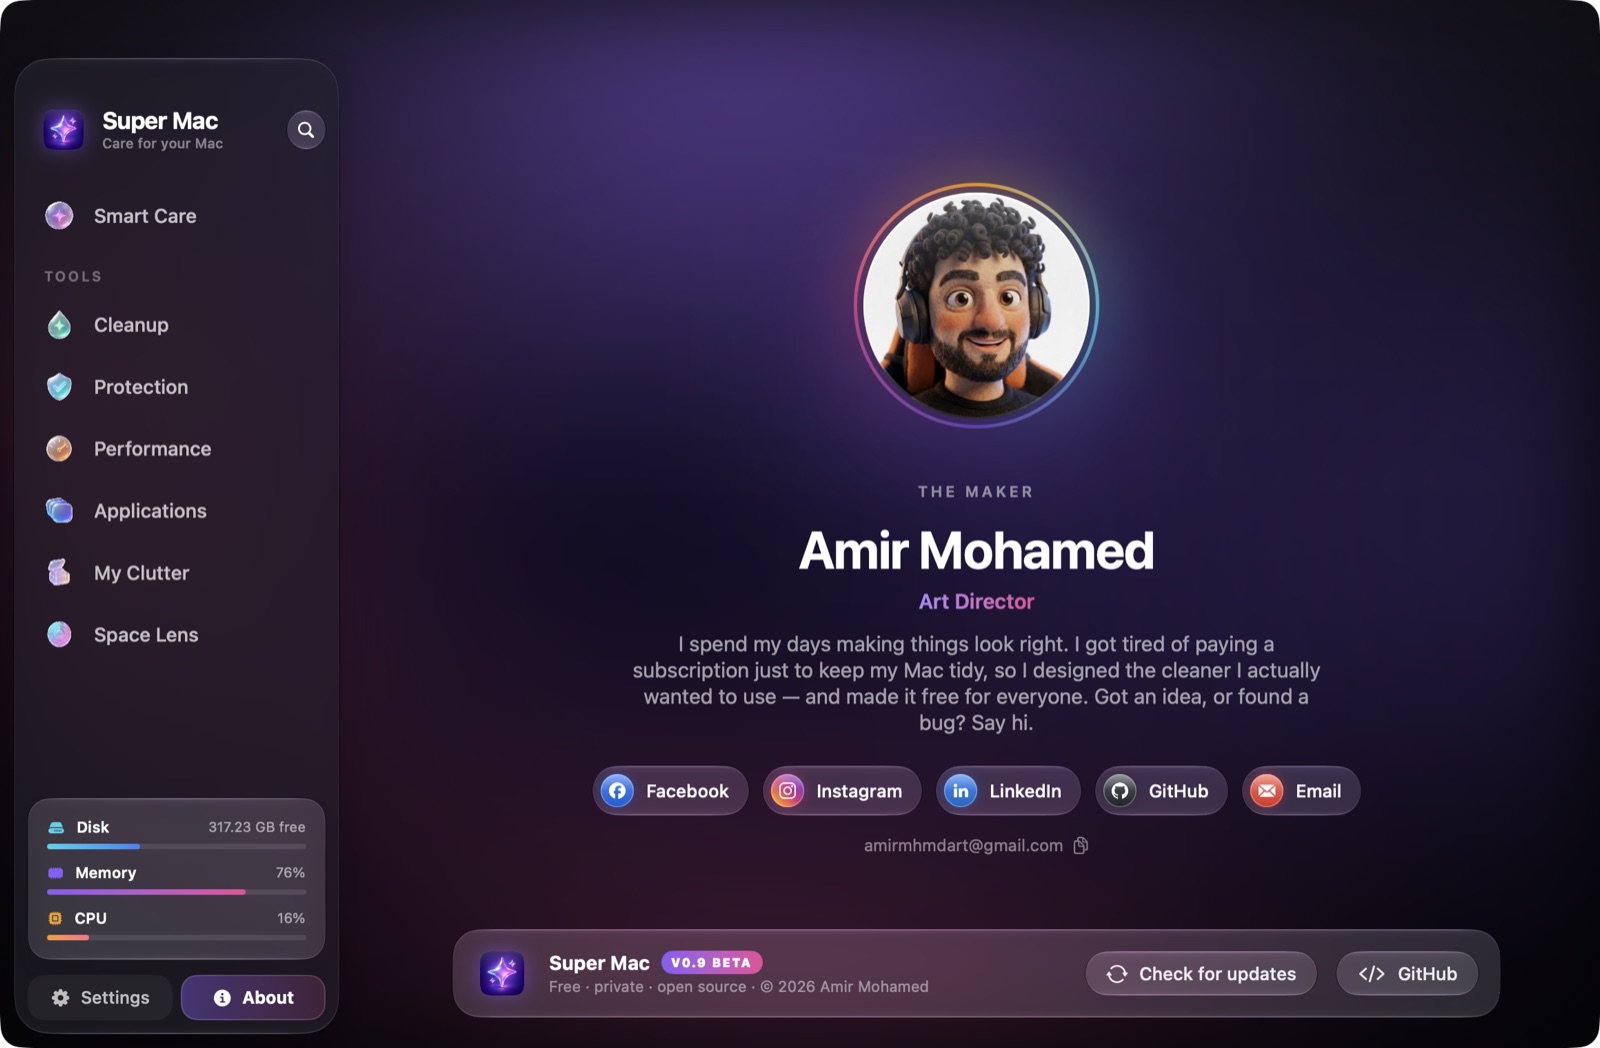 Super Mac
Care for your Mac
Smart Care
TOOLS
Cleanup
Protection
Performance
Applications
My Clutter
Space Lens
Disk 317.23 GB free
Memory 76%
CPU 16%
Settings
About
THE MAKER
Amir Mohamed
Art Director
I spend my days making things look right. I got tired of paying a
subscription just to keep my Mac tidy, so I designed the cleaner I actually
wanted to use — and made it free for everyone. Got an idea, or found a
bug? Say hi.
Facebook
Instagram
LinkedIn
GitHub
Email
amirmhmdart@gmail.com
Super Mac V0.9 BETA
Free · private · open source · © 2026 Amir Mohamed
Check for updates
GitHub